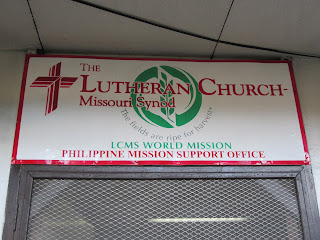 THE
LUTHERAN CHURCH-
Missouri Synod
The fields are ripe for harvest
LCMS WORLD MISSION
PHILIPPINE MISSION SUPPORT OFFICE